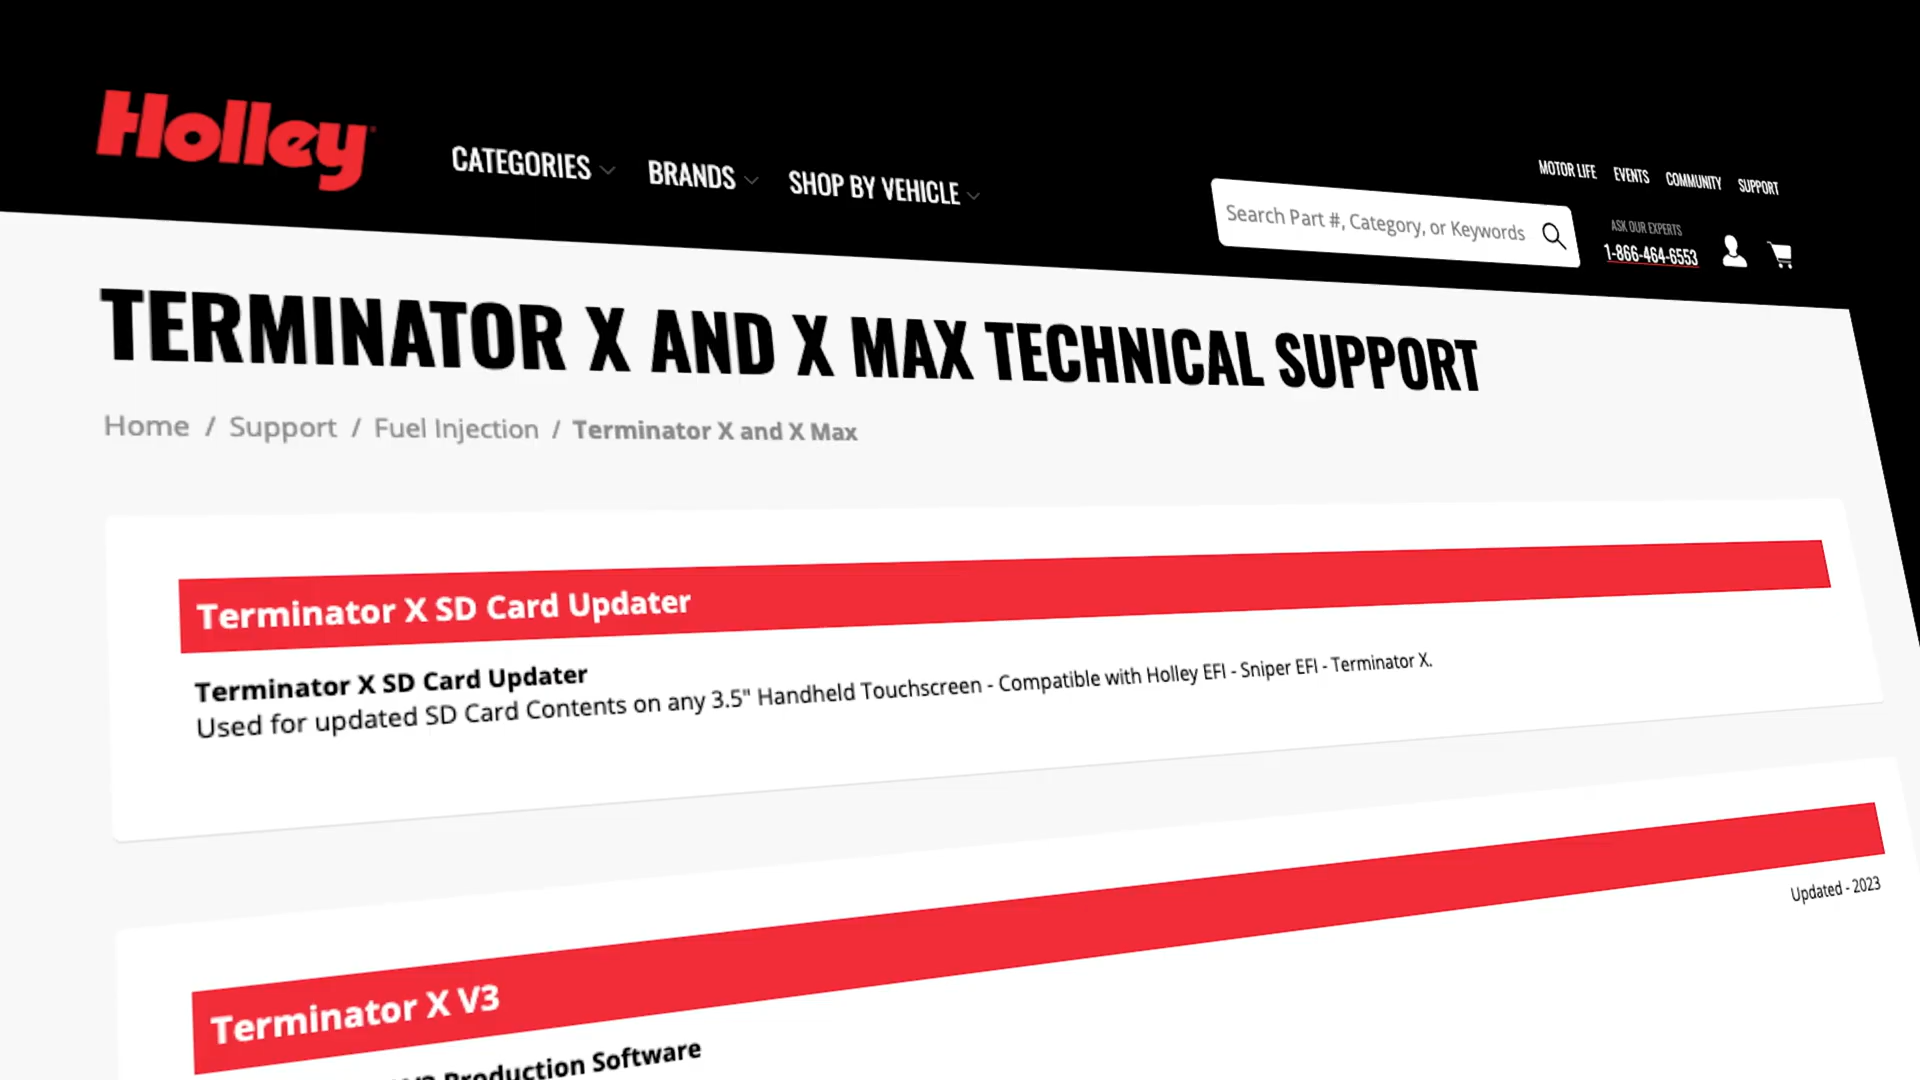 Holley
CATEGORIES
BRANDS
SHOP BY VEHICLE
MOTOR LIFE
EVENTS
COMMUNITY
SUPPORT
Search Part #, Category, or Keywords
ASK OUR EXPERTS
1-866-464-6553
TERMINATOR X AND X MAX TECHNICAL SUPPORT
Home / Support / Fuel Injection / Terminator X and X Max
Terminator X SD Card Updater
Terminator X SD Card Updater
Used for updated SD Card Contents on any 3.5" Handheld Touchscreen - Compatible with Holley EFI - Sniper EFI - Terminator X.
Terminator X V3
Updated - 2023
Production Software